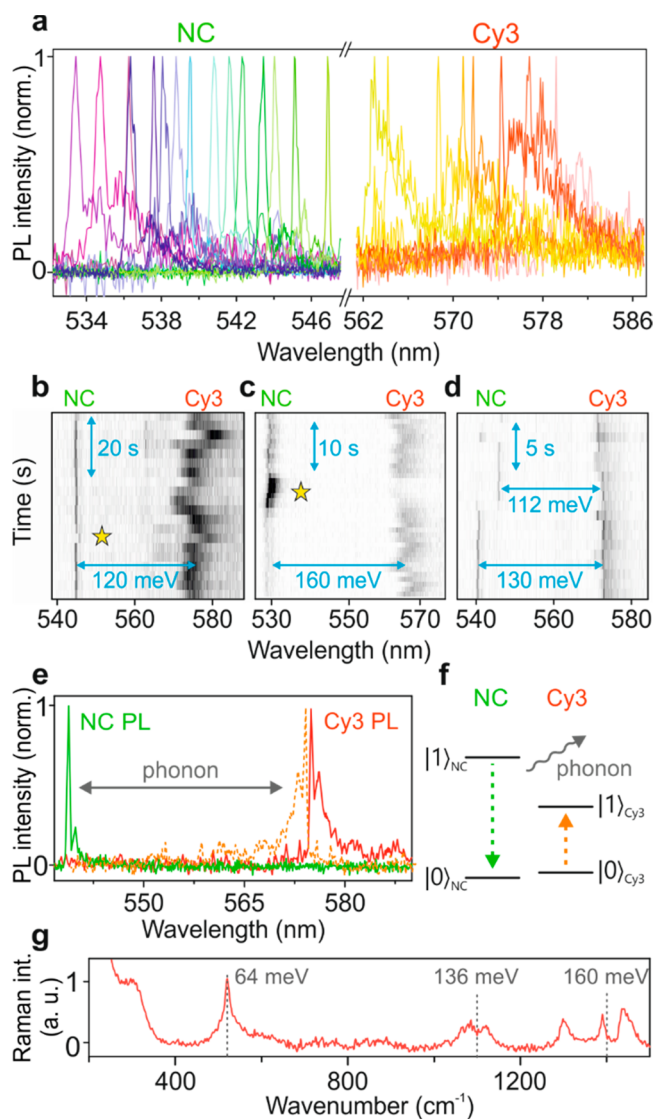 a
NC Cy3
PL intensity (norm.)
1
0
534 538 542 546 562 570 578 586
Wavelength (nm)
b NC Cy3
c NC Cy3
d NC Cy3
Time (s)
20 s
10 s
5 s
112 meV
120 meV
160 meV
130 meV
540 560 580
530 550 570
540 560 580
Wavelength (nm)
Wavelength (nm)
Wavelength (nm)
e
PL intensity (norm.)
1
0
NC PL
Cy3 PL
phonon
550 565 580
Wavelength (nm)
f
NC Cy3
|1⟩NC
phonon
|1⟩Cy3
|0⟩NC
|0⟩Cy3
g
Raman int.
(a. u.)
1
0
64 meV
136 meV
160 meV
400 800 1200
Wavenumber (cm⁻¹)